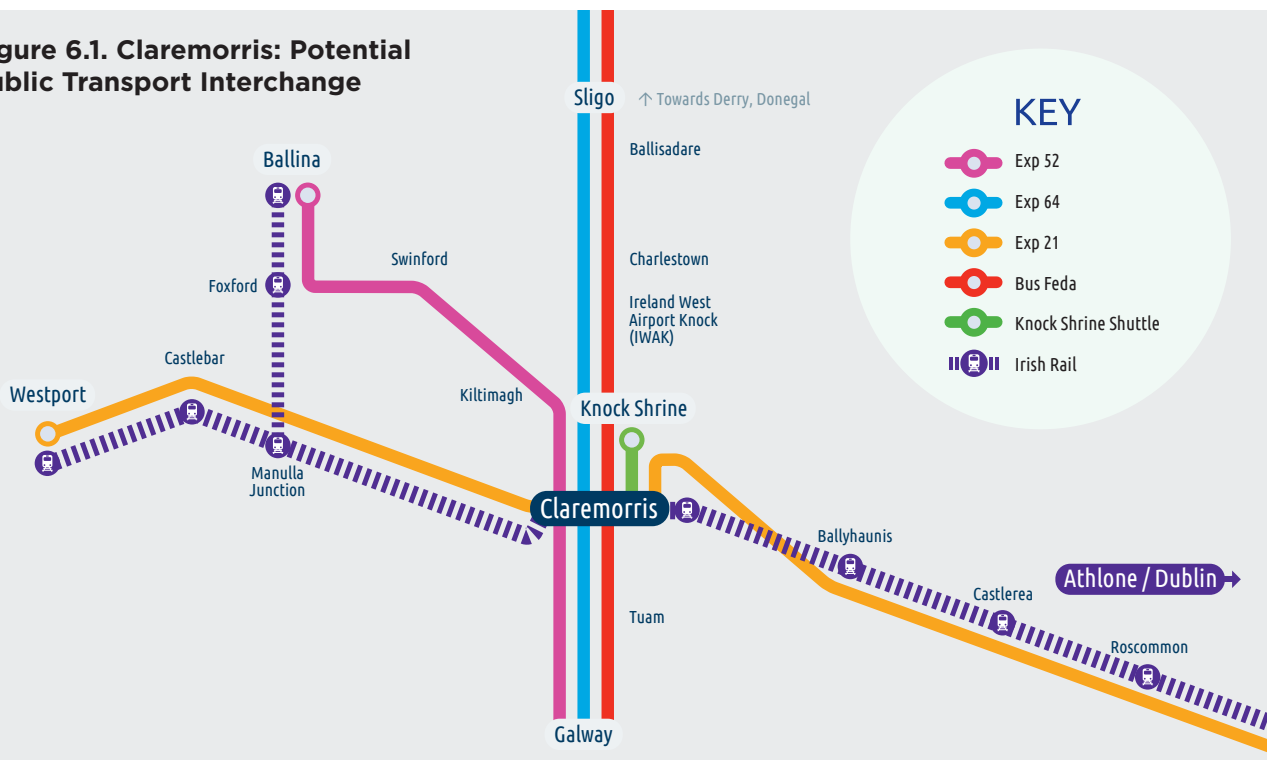 gure 6.1. Claremorris: Potential
ublic Transport Interchange
Sligo
↑ Towards Derry, Donegal
Ballisadare
Ballina
Swinford
Charlestown
Foxford
Ireland West
Airport Knock
(IWAK)
Castlebar
Westport
Kiltimagh
Knock Shrine
Manulla
Junction
Claremorris
Ballyhaunis
Athlone / Dublin
Castlerea
Tuam
Roscommon
Galway
KEY
Exp 52
Exp 64
Exp 21
Bus Feda
Knock Shrine Shuttle
Irish Rail